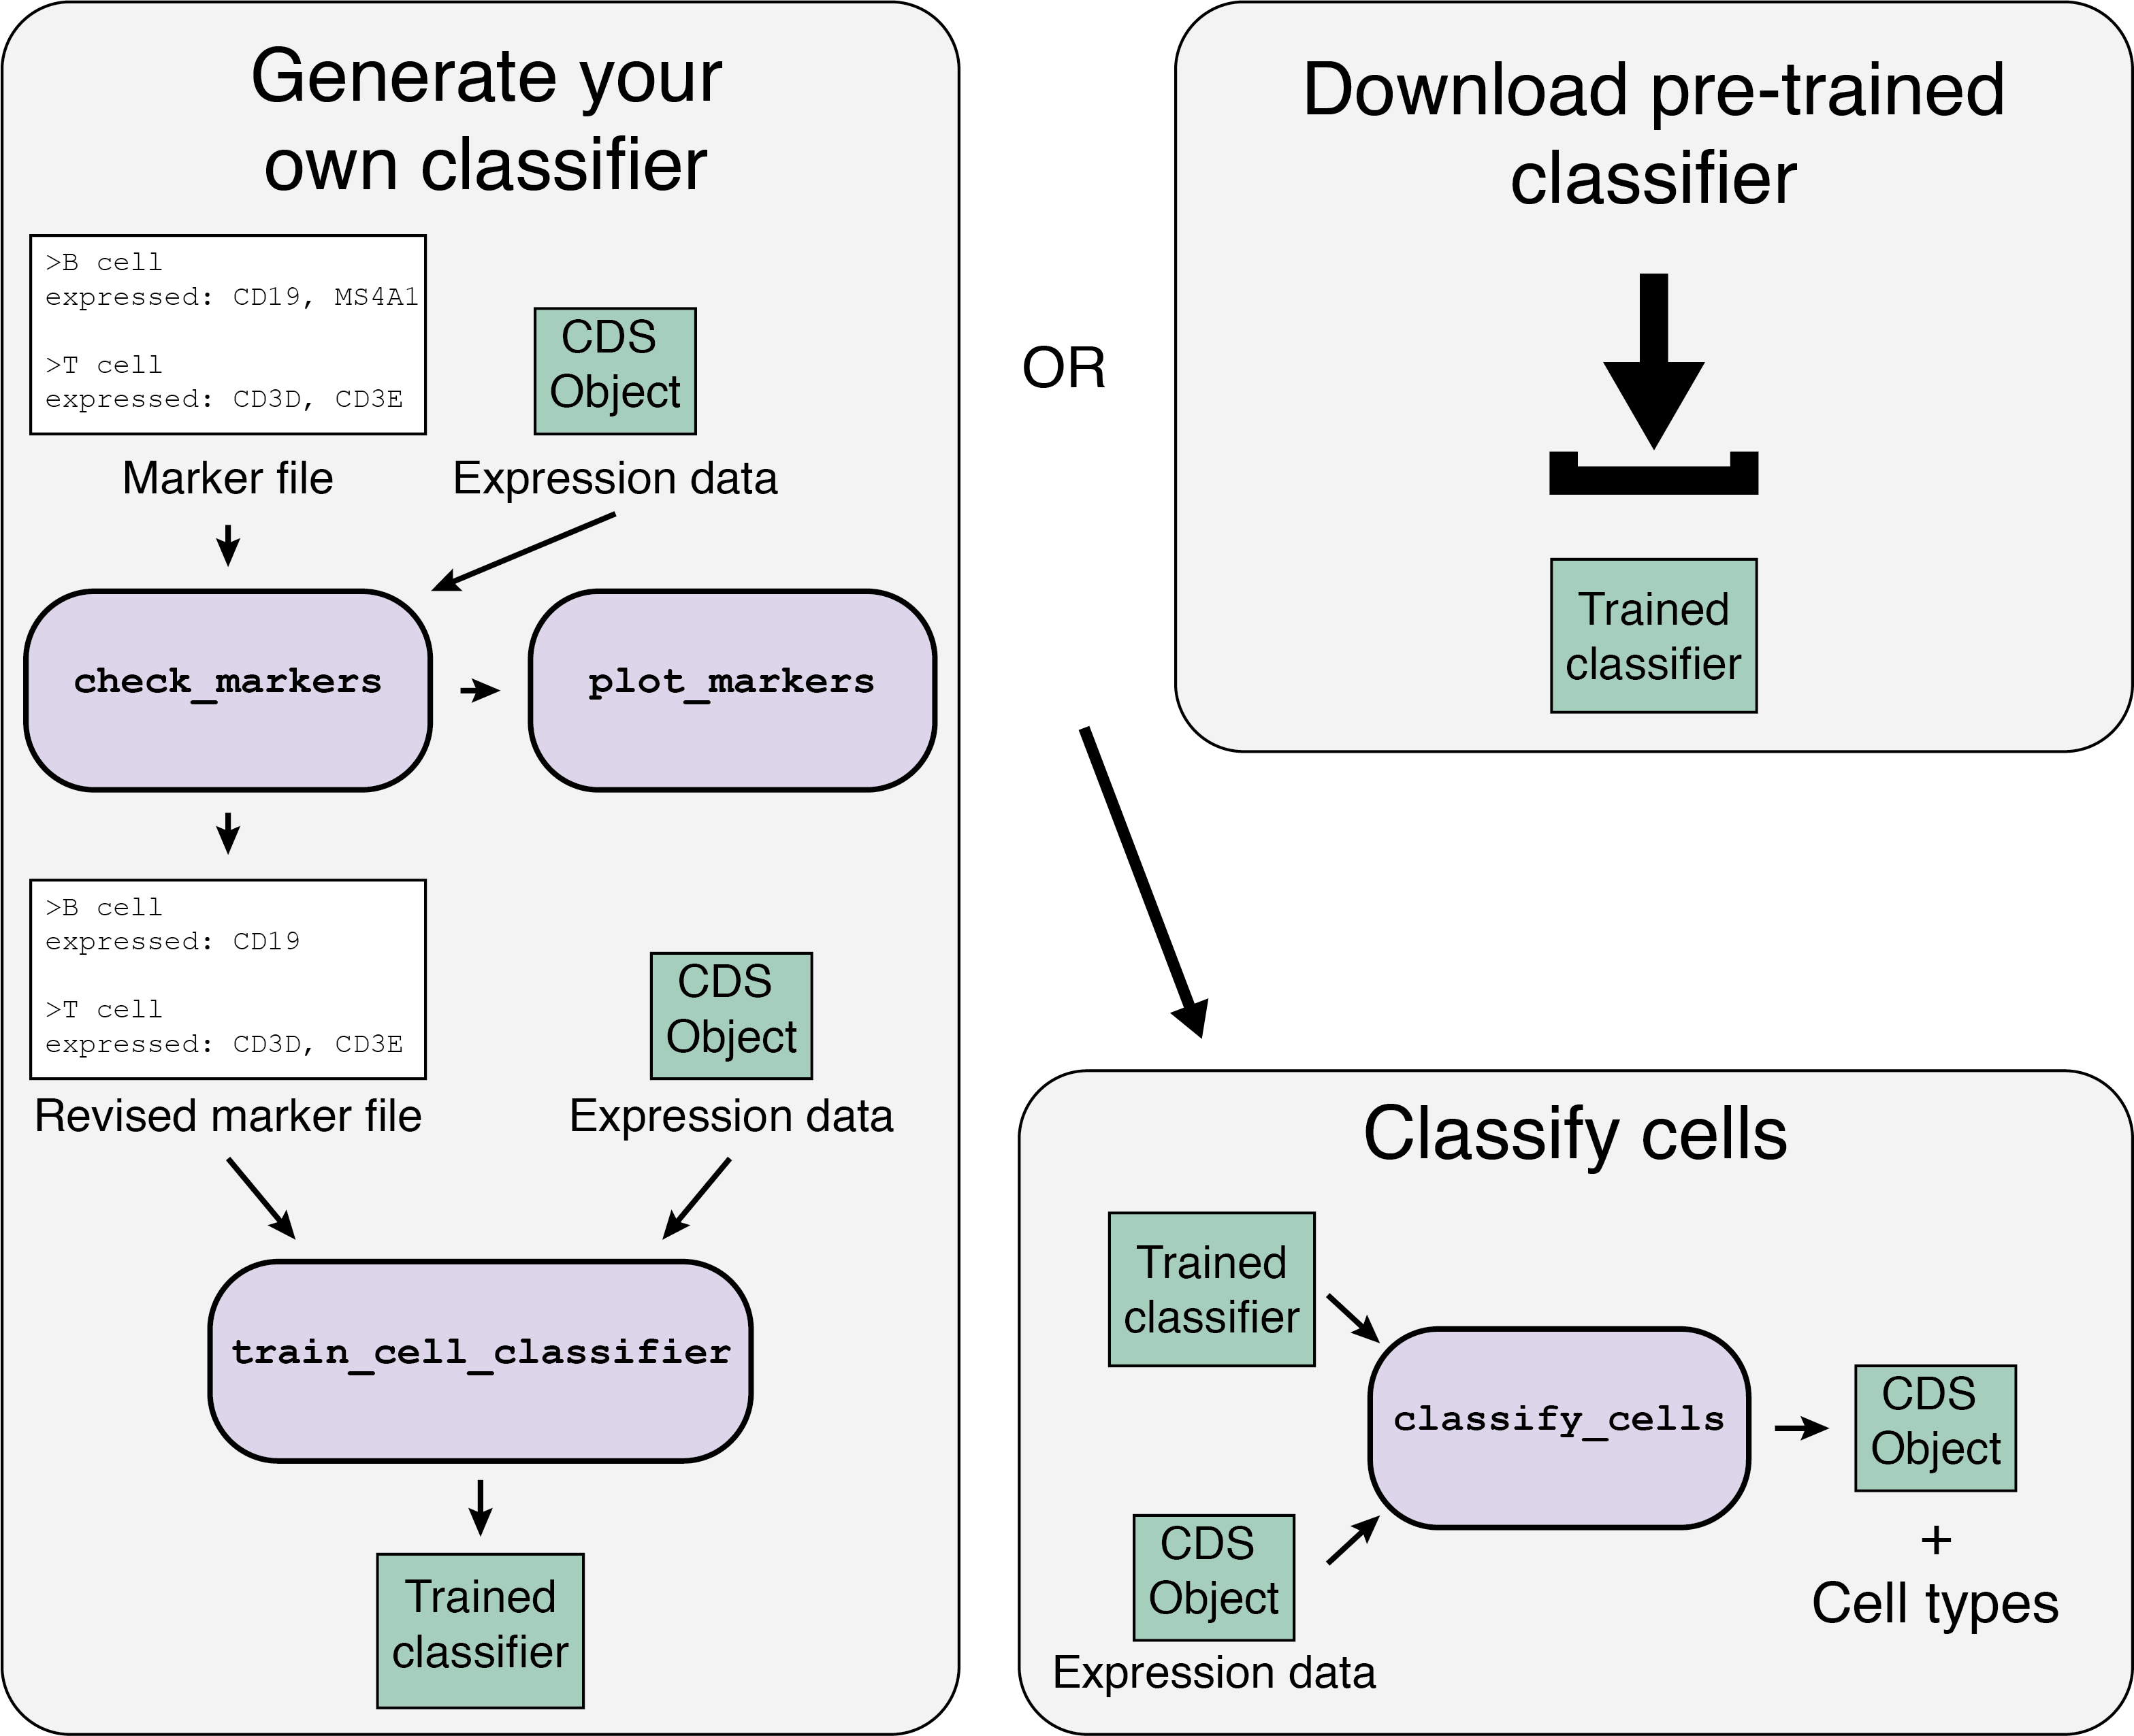 Generate your
own classifier
>B cell
expressed: CD19, MS4A1
>T cell
expressed: CD3D, CD3E
Marker file
CDS
Object
Expression data
check_markers
plot_markers
>B cell
expressed: CD19
>T cell
expressed: CD3D, CD3E
Revised marker file
CDS
Object
Expression data
train_cell_classifier
Trained
classifier
OR
Download pre-trained
classifier
Trained
classifier
Classify cells
Trained
classifier
CDS
Object
Expression data
classify_cells
CDS
Object
+
Cell types